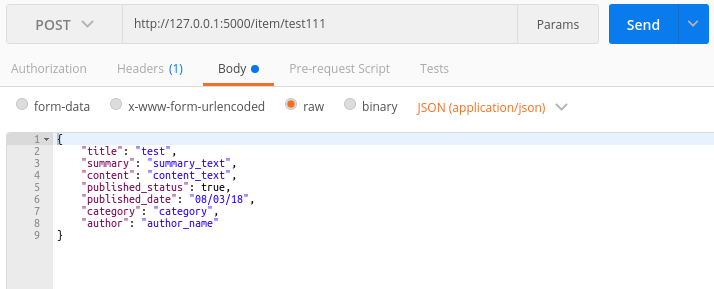 POST http://127.0.0.1:5000/item/test111 Params Send
Authorization Headers (1) Body Pre-request Script Tests
form-data x-www-form-urlencoded raw binary JSON (application/json)
1 {
2 "title": "test",
3 "summary": "summary_text",
4 "content": "content_text",
5 "published_status": true,
6 "published_date": "08/03/18",
7 "category": "category",
8 "author": "author_name"
9 }